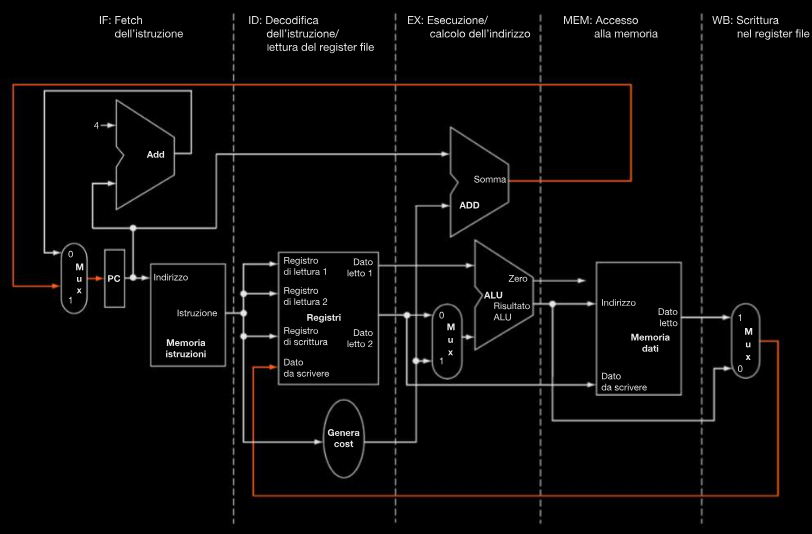 IF: Fetch
dell'istruzione
ID: Decodifica
dell'istruzione/
lettura del register file
EX: Esecuzione/
calcolo dell'indirizzo
MEM: Accesso
alla memoria
WB: Scrittura
nel register file
4
Add
Somma
ADD
0
M
u
x
1
PC
Indirizzo
Istruzione
Memoria
istruzioni
Registro
di lettura 1
Registro
di lettura 2
Registri
Registro
di scrittura
Dato
da scrivere
Dato
letto 1
Dato
letto 2
Genera
cost
0
M
u
x
1
Zero
ALU
Risultato
ALU
Indirizzo
Dato
letto
Memoria
dati
Dato
da scrivere
1
M
u
x
0